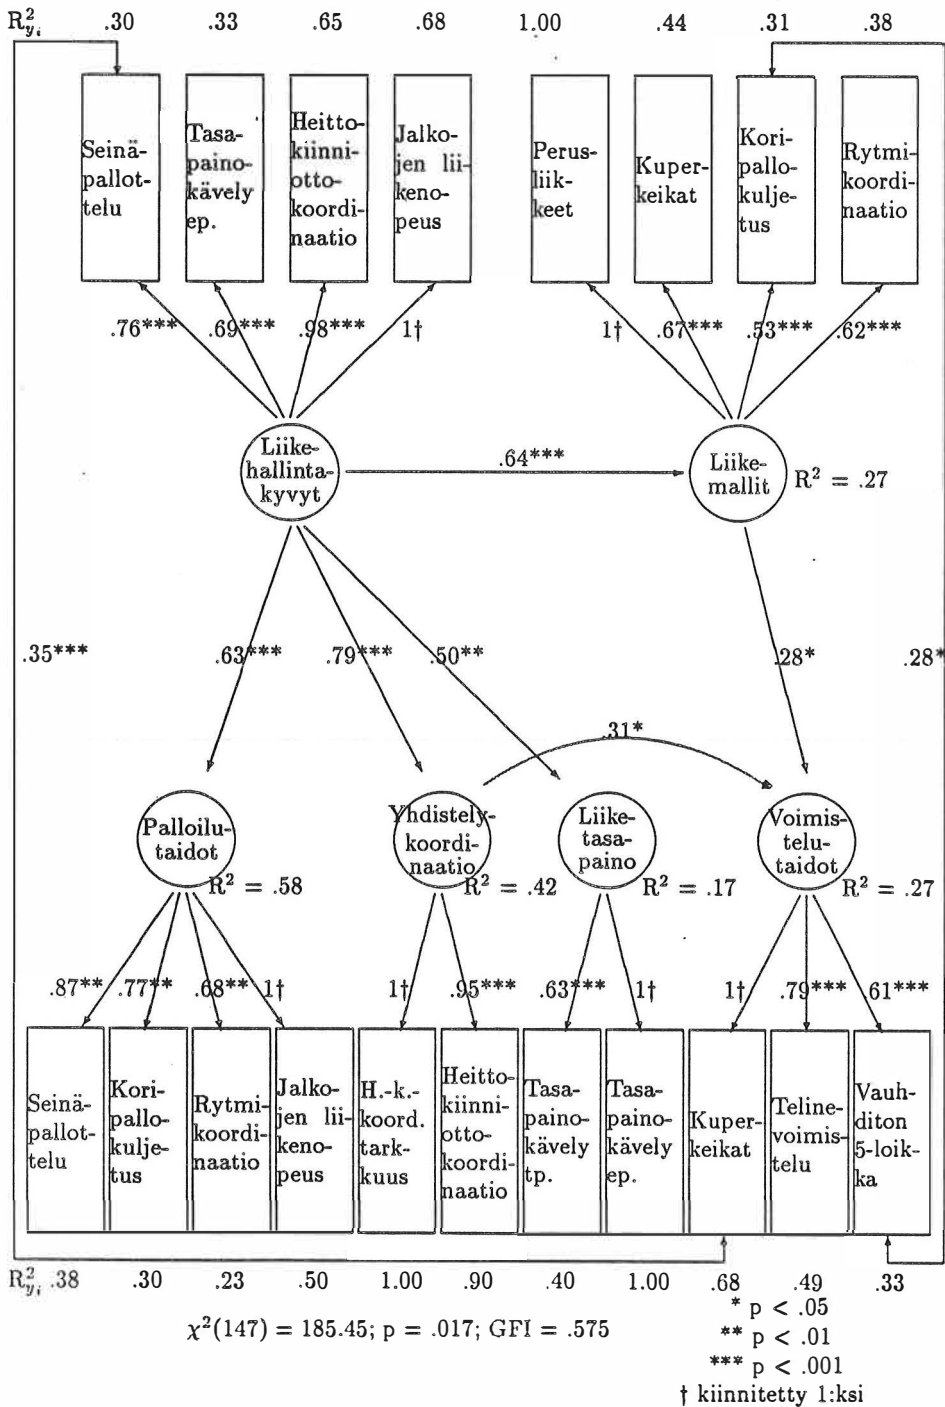 R²yᵢ .30 .33 .65 .68 1.00 .44 .31 .38
Seinä-
pallot-
telu
Tasa-
paino-
kävely
ep.
Heitto-
kiinni-
otto-
koordi-
naatio
Jalko-
jen lii-
keno-
peus
Perus-
liik-
keet
Kuper-
keikat
Kori-
pallo-
kulje-
tus
Rytmi-
koordi-
naatio
.76*** .69*** .98*** 1† 1† .67*** .53*** .62***
Liike-
hallinta-
kyvyt
.64***
Liike-
mallit
R² = .27
.35*** .63*** .79*** .50** .28* .28*
.31*
Palloilu-
taidot
R² = .58
Yhdistely-
koordi-
naatio
R² = .42
Liike-
tasa-
paino
R² = .17
Voimis-
telu-
taidot
R² = .27
.87** .77** .68** 1† 1† .95*** .63*** 1† 1† .79*** 61***
Seinä-
pallot-
telu
Kori-
pallo-
kulje-
tus
Rytmi-
koordi-
naatio
Jalko-
jen lii-
keno-
peus
H.-k.-
koord.
tark-
kuus
Heitto-
kiinni-
otto-
koordi-
naatio
Tasa-
paino-
kävely
tp.
Tasa-
paino-
kävely
ep.
Kuper-
keikat
Teline-
voimis-
telu
Vauh-
diton
5-loik-
ka
R²yᵢ .38 .30 .23 .50 1.00 .90 .40 1.00 .68 .49 .33
χ²(147) = 185.45; p = .017; GFI = .575
* p < .05
** p < .01
*** p < .001
† kiinnitetty 1:ksi